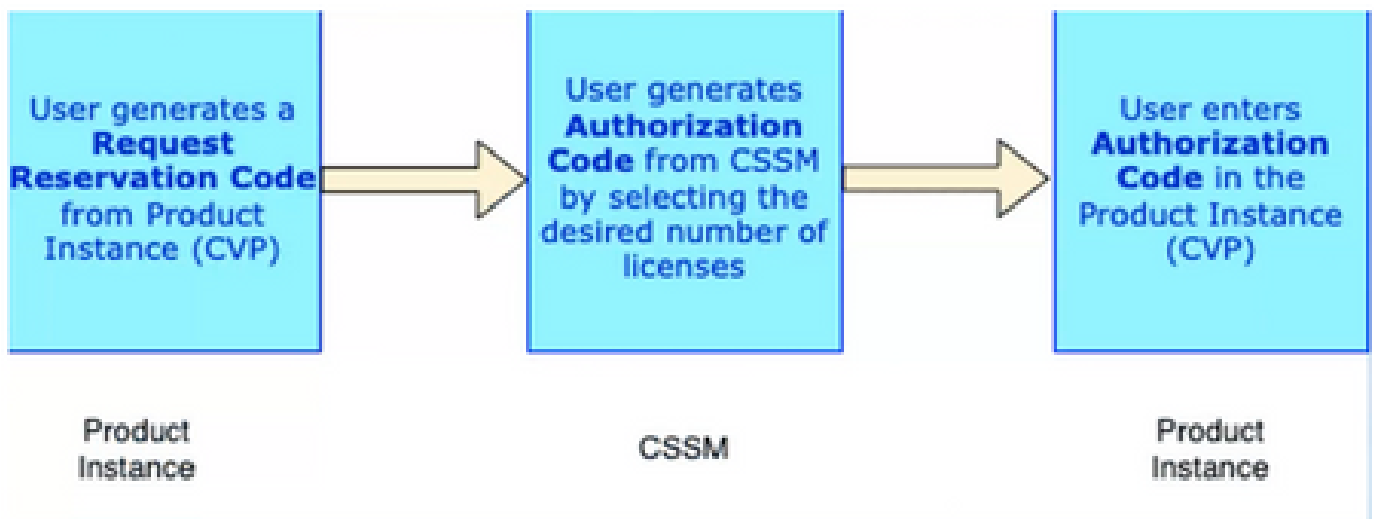 User generates a
Request
Reservation Code
from Product
Instance (CVP)
User generates
Authorization
Code from CSSM
by selecting the
desired number of
licenses
User enters
Authorization
Code in the
Product Instance
(CVP)
Product
Instance
CSSM
Product
Instance